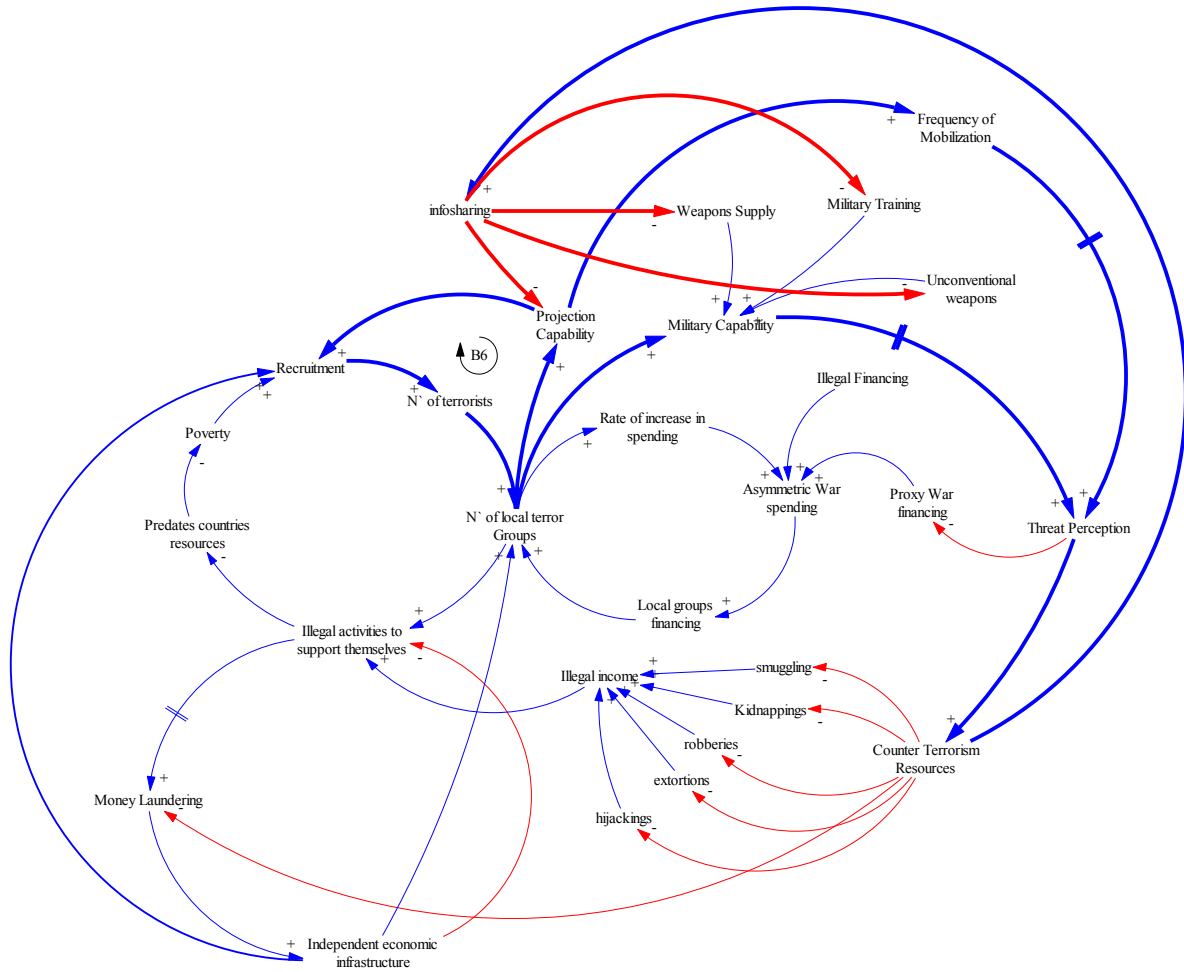 Frequency of
Mobilization
+
+
-
infosharing
Weapons Supply
Military Training
-
Unconventional
weapons
-
-
Projection
Capability
+
+
+
Military Capability
+
+
+
Recruitment
B6
+
+
+
N` of terrorists
Illegal Financing
Poverty
-
Rate of increase in
spending
+
+
+
+
Asymmetric War
spending
Proxy War
financing
-
+
+
Threat Perception
+
N` of local terror
Groups
+
+
Predates countries
resources
-
+
Local groups
financing
+
Illegal activities to
support themselves
+
-
Illegal income
+
+
+
+
+
smuggling
-
Kidnappings
-
robberies
-
extortions
-
hijackings
-
+
Counter Terrorism
Resources
+
Money Laundering
-
+
Independent economic
infrastructure